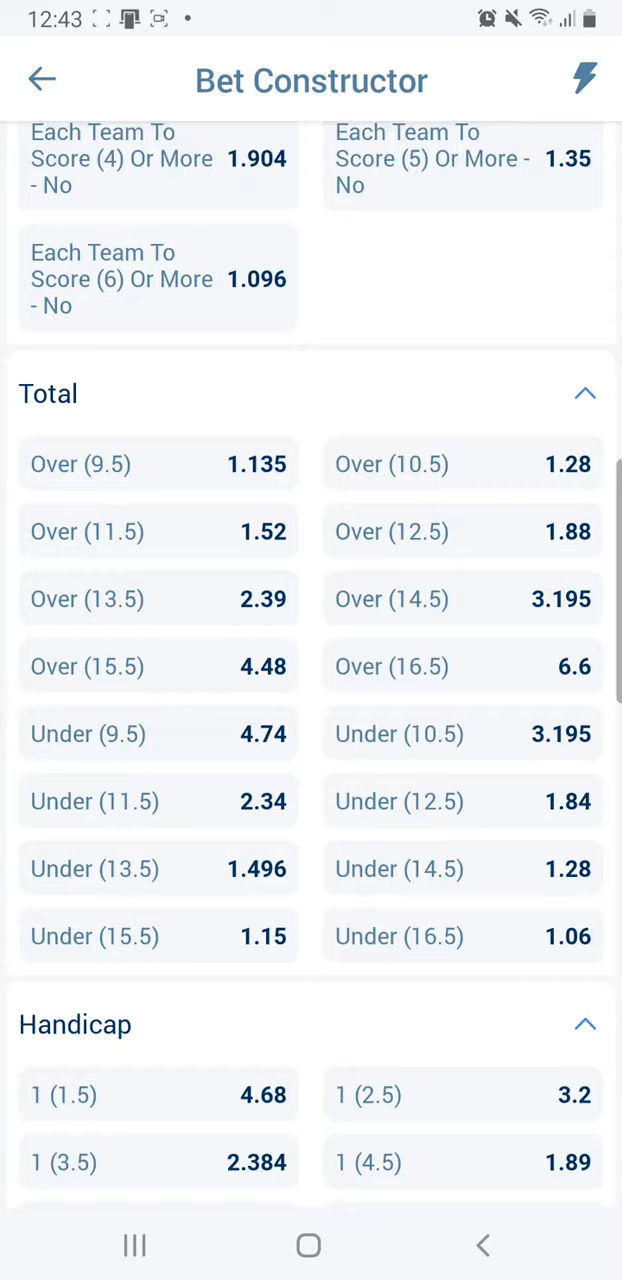 12:43
Bet Constructor
Each Team To
Score (4) Or More 1.904
- No
Each Team To
Score (5) Or More - 1.35
No
Each Team To
Score (6) Or More 1.096
- No
Total
Over (9.5) 1.135
Over (10.5) 1.28
Over (11.5) 1.52
Over (12.5) 1.88
Over (13.5) 2.39
Over (14.5) 3.195
Over (15.5) 4.48
Over (16.5) 6.6
Under (9.5) 4.74
Under (10.5) 3.195
Under (11.5) 2.34
Under (12.5) 1.84
Under (13.5) 1.496
Under (14.5) 1.28
Under (15.5) 1.15
Under (16.5) 1.06
Handicap
1 (1.5) 4.68
1 (2.5) 3.2
1 (3.5) 2.384
1 (4.5) 1.89